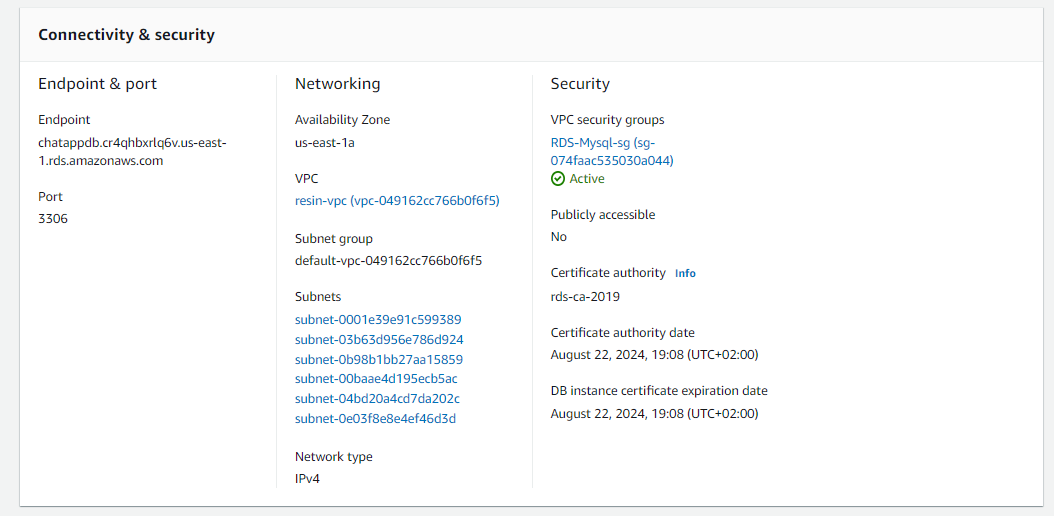 Connectivity & security
Endpoint & port
Endpoint
chatappdb.cr4qhbxrlq6v.us-east-
1.rds.amazonaws.com
Port
3306
Networking
Availability Zone
us-east-1a
VPC
resin-vpc (vpc-049162cc766b0f6f5)
Subnet group
default-vpc-049162cc766b0f6f5
Subnets
subnet-0001e39e91c599389
subnet-03b63d956e786d924
subnet-0b98b1bb27aa15859
subnet-00baae4d195ecb5ac
subnet-04bd20a4cd7da202c
subnet-0e03f8e8e4ef46d3d
Network type
IPv4
Security
VPC security groups
RDS-Mysql-sg (sg-
074faac535030a044)
Active
Publicly accessible
No
Certificate authority Info
rds-ca-2019
Certificate authority date
August 22, 2024, 19:08 (UTC+02:00)
DB instance certificate expiration date
August 22, 2024, 19:08 (UTC+02:00)